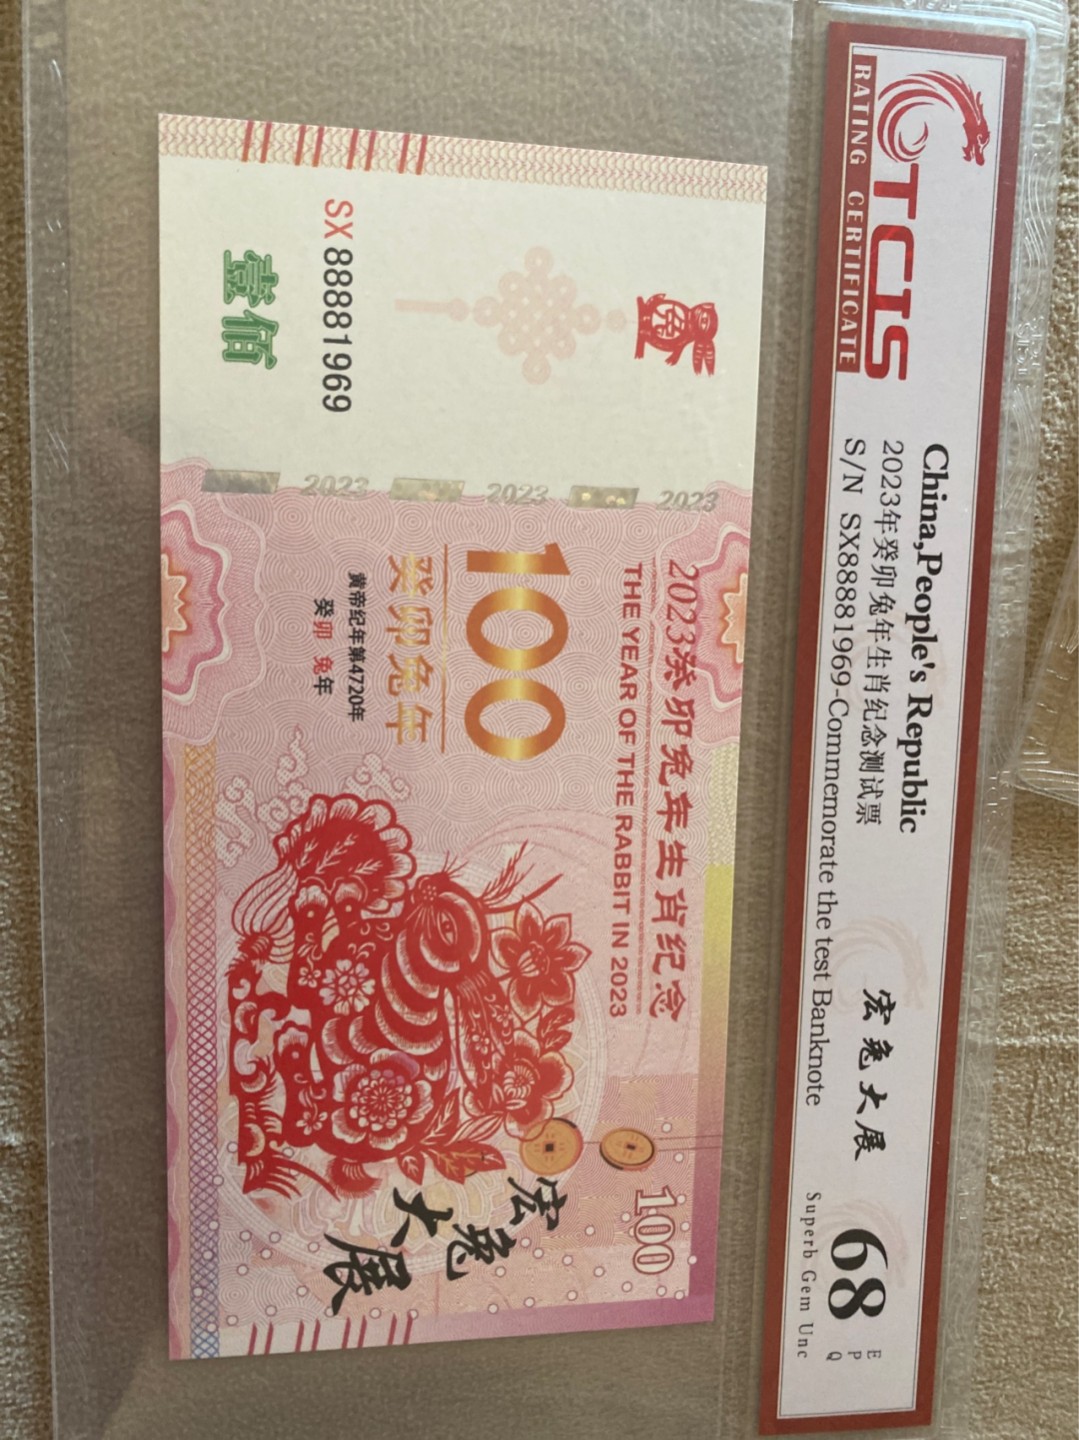 TCIS
RATING CERTIFICATE
China,People's Republic
2023年癸卯兔年生肖纪念测试票
S/N SX88881969-Commemorate the test Banknote
宏兔大展
68
E
P
Q
Superb Gem Unc
SX88881969
壹佰
2023
2023
2023
2023癸卯兔年生肖纪念
THE YEAR OF THE RABBIT IN 2023
100
癸卯兔年
黄帝纪年第4720年
癸卯 兔年
100
宏兔
大展